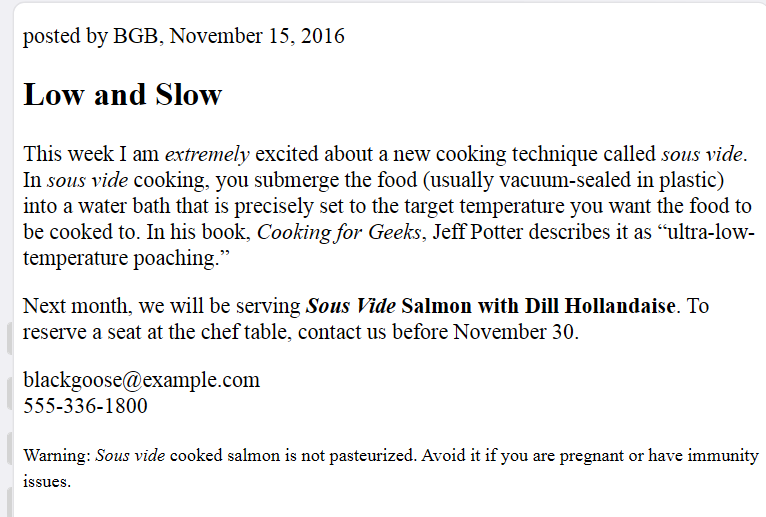 posted by BGB, November 15, 2016
Low and Slow
This week I am extremely excited about a new cooking technique called sous vide.
In sous vide cooking, you submerge the food (usually vacuum-sealed in plastic)
into a water bath that is precisely set to the target temperature you want the food to
be cooked to. In his book, Cooking for Geeks, Jeff Potter describes it as “ultra-low-
temperature poaching.”
Next month, we will be serving Sous Vide Salmon with Dill Hollandaise. To
reserve a seat at the chef table, contact us before November 30.
blackgoose@example.com
555-336-1800
Warning: Sous vide cooked salmon is not pasteurized. Avoid it if you are pregnant or have immunity
issues.